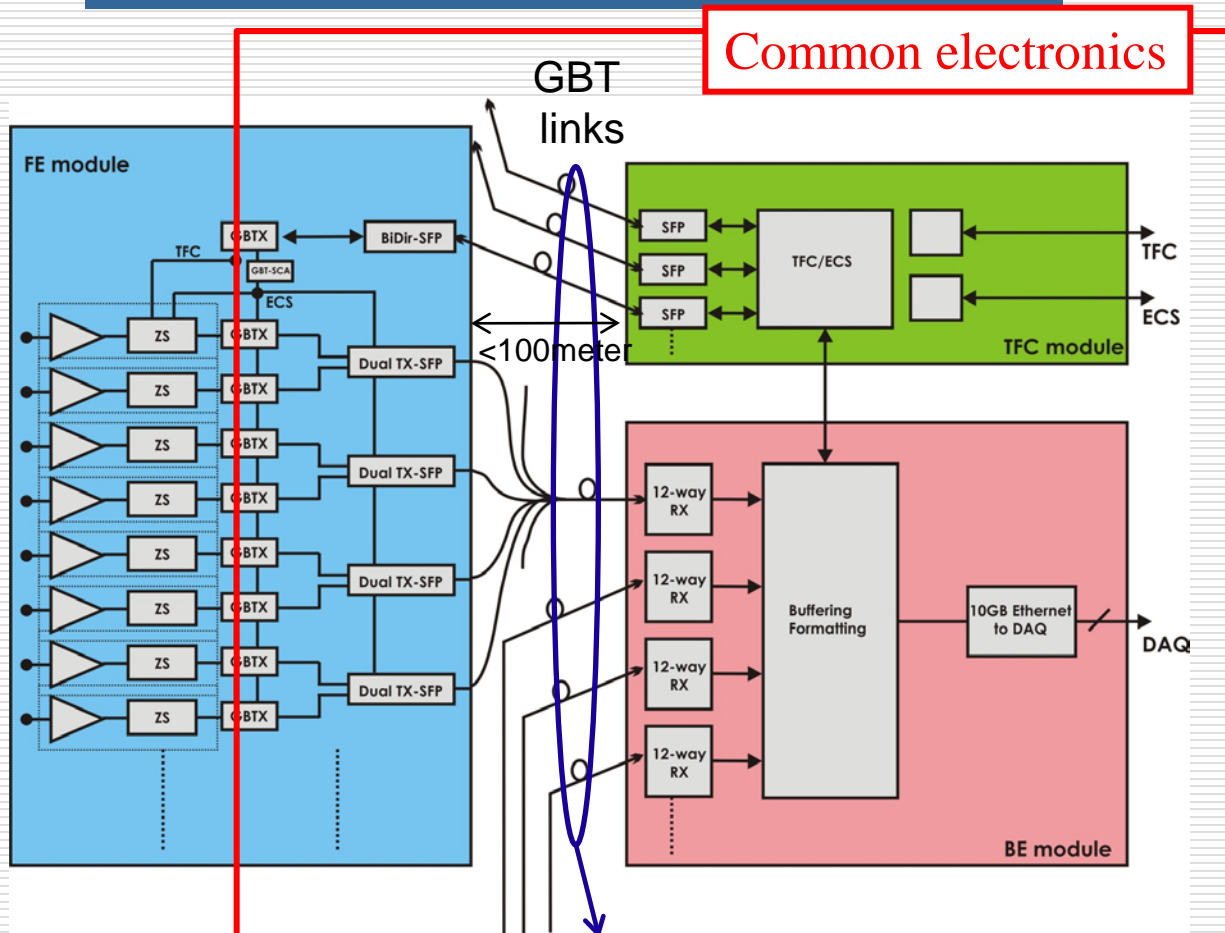 Common electronics
GBT
links
FE module
GBTX
BiDir-SFP
TFC
GBT-SCA
ECS
ZS
GBTX
Dual TX-SFP
ZS
GBTX
ZS
GBTX
Dual TX-SFP
ZS
GBTX
ZS
GBTX
Dual TX-SFP
ZS
GBTX
ZS
GBTX
Dual TX-SFP
ZS
GBTX
<100meter
SFP
SFP
SFP
TFC/ECS
TFC
ECS
TFC module
12-way
RX
12-way
RX
12-way
RX
12-way
RX
Buffering
Formatting
10GB Ethernet
to DAQ
DAQ
BE module